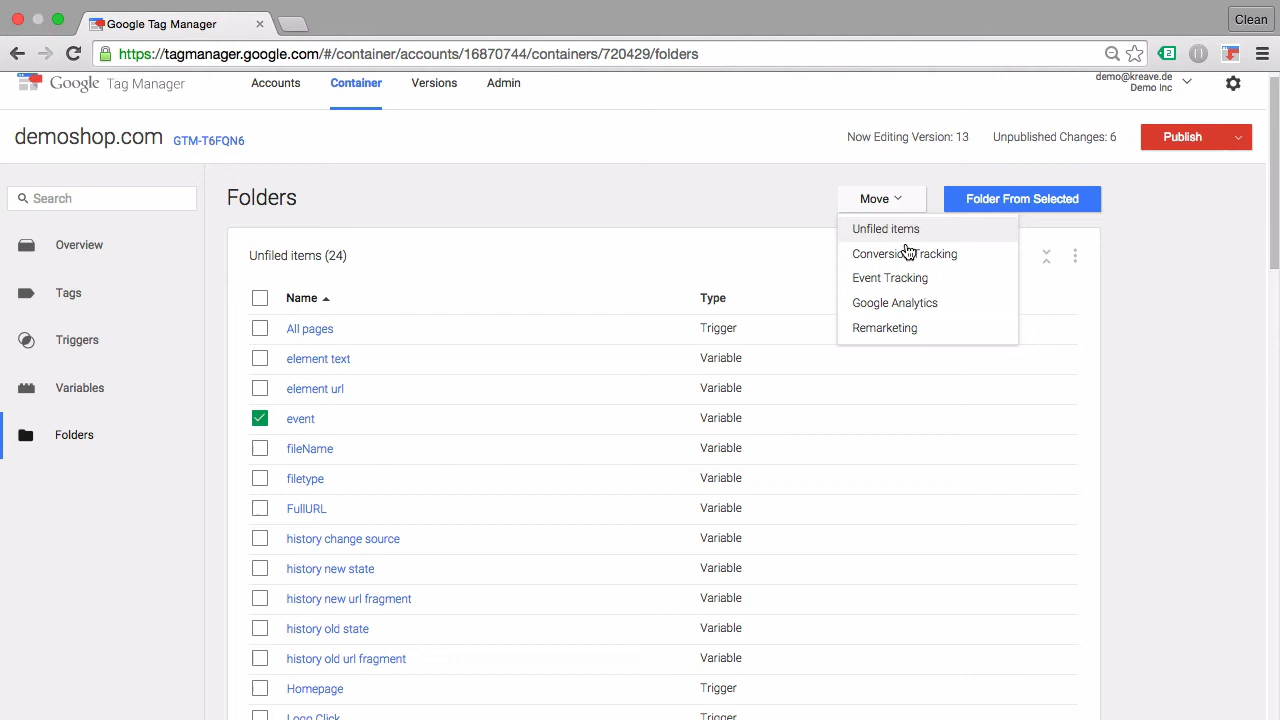 Google Tag Manager
Clean
https://tagmanager.google.com/#/container/accounts/16870744/containers/720429/folders
Google Tag Manager
Accounts
Container
Versions
Admin
demo@kreave.de
Demo Inc
demoshop.com GTM-T6FQN6
Now Editing Version: 13
Unpublished Changes: 6
Publish
Search
Overview
Tags
Triggers
Variables
Folders
Folders
Move
Folder From Selected
Unfiled items
Conversion Tracking
Event Tracking
Google Analytics
Remarketing
Unfiled items (24)
Name Type
All pages Trigger
element text Variable
element url Variable
event Variable
fileName Variable
filetype Variable
FullURL Variable
history change source Variable
history new state Variable
history new url fragment Variable
history old state Variable
history old url fragment Variable
Homepage Trigger
Logo Click Trigger